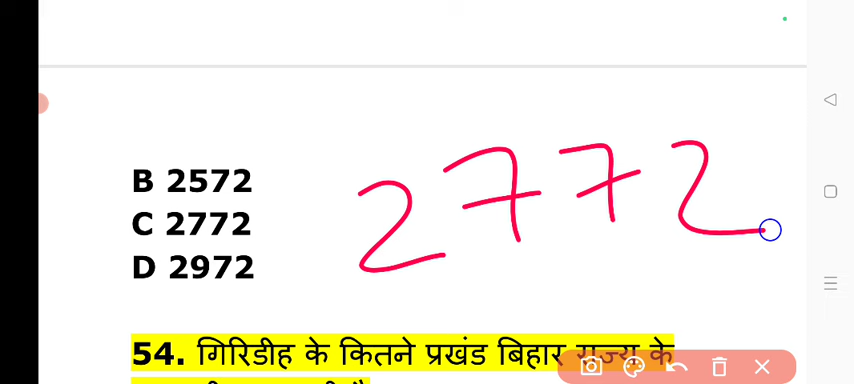 B 2572
C 2772
D 2972
2772
54. गिरिडीह के कितने प्रखंड बिहार राज्य के